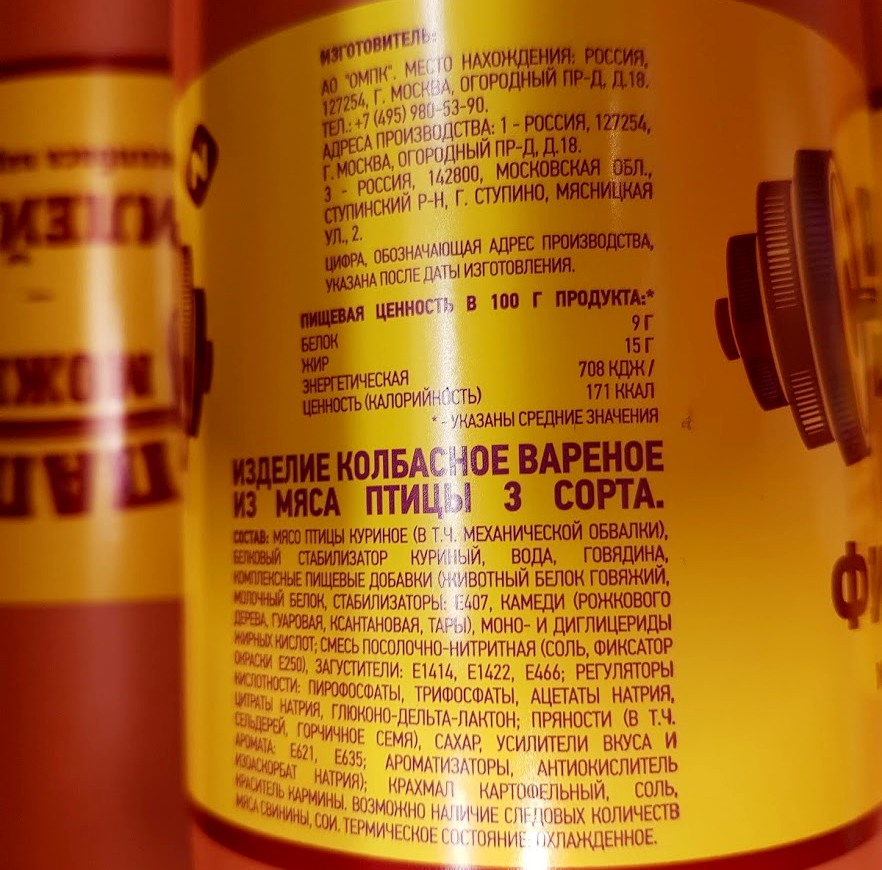 ИЗГОТОВИТЕЛЬ:
АО "ОМПК". МЕСТО НАХОЖДЕНИЯ: РОССИЯ,
127254, Г. МОСКВА, ОГОРОДНЫЙ ПР-Д, Д.18.
ТЕЛ.: +7 (495) 980-53-90.
АДРЕСА ПРОИЗВОДСТВА: 1 - РОССИЯ, 127254,
Г. МОСКВА, ОГОРОДНЫЙ ПР-Д, Д.18.
3 - РОССИЯ, 142800, МОСКОВСКАЯ ОБЛ.,
СТУПИНСКИЙ Р-Н, Г. СТУПИНО, МЯСНИЦКАЯ
УЛ., 2.
ЦИФРА, ОБОЗНАЧАЮЩАЯ АДРЕС ПРОИЗВОДСТВА,
УКАЗАНА ПОСЛЕ ДАТЫ ИЗГОТОВЛЕНИЯ.
ПИЩЕВАЯ ЦЕННОСТЬ В 100 Г ПРОДУКТА:*
БЕЛОК 9 Г
ЖИР 15 Г
ЭНЕРГЕТИЧЕСКАЯ 708 КДЖ /
ЦЕННОСТЬ (КАЛОРИЙНОСТЬ) 171 ККАЛ
* - УКАЗАНЫ СРЕДНИЕ ЗНАЧЕНИЯ
ИЗДЕЛИЕ КОЛБАСНОЕ ВАРЕНОЕ
ИЗ МЯСА ПТИЦЫ 3 СОРТА.
СОСТАВ: МЯСО ПТИЦЫ КУРИНОЕ (В Т.Ч. МЕХАНИЧЕСКОЙ ОБВАЛКИ),
БЕЛКОВЫЙ СТАБИЛИЗАТОР КУРИНЫЙ, ВОДА, ГОВЯДИНА,
КОМПЛЕКСНЫЕ ПИЩЕВЫЕ ДОБАВКИ (ЖИВОТНЫЙ БЕЛОК ГОВЯЖИЙ,
МОЛОЧНЫЙ БЕЛОК, СТАБИЛИЗАТОРЫ: Е407, КАМЕДИ (РОЖКОВОГО
ДЕРЕВА, ГУАРОВАЯ, КСАНТАНОВАЯ, ТАРЫ), МОНО- И ДИГЛИЦЕРИДЫ
ЖИРНЫХ КИСЛОТ; СМЕСЬ ПОСОЛОЧНО-НИТРИТНАЯ (СОЛЬ, ФИКСАТОР
ОКРАСКИ Е250), ЗАГУСТИТЕЛИ: Е1414, Е1422, Е466; РЕГУЛЯТОРЫ
КИСЛОТНОСТИ: ПИРОФОСФАТЫ, ТРИФОСФАТЫ, АЦЕТАТЫ НАТРИЯ,
ЦИТРАТЫ НАТРИЯ, ГЛЮКОНО-ДЕЛЬТА-ЛАКТОН; ПРЯНОСТИ (В Т.Ч.
СЕЛЬДЕРЕЙ, ГОРЧИЧНОЕ СЕМЯ), САХАР, УСИЛИТЕЛИ ВКУСА И
АРОМАТА: Е621, Е635; АРОМАТИЗАТОРЫ, АНТИОКИСЛИТЕЛЬ
ИЗОАСКОРБАТ НАТРИЯ); КРАХМАЛ КАРТОФЕЛЬНЫЙ, СОЛЬ,
КРАСИТЕЛЬ КАРМИНЫ. ВОЗМОЖНО НАЛИЧИЕ СЛЕДОВЫХ КОЛИЧЕСТВ
МЯСА СВИНИНЫ, СОИ. ТЕРМИЧЕСКОЕ СОСТОЯНИЕ: ОХЛАЖДЕННОЕ.